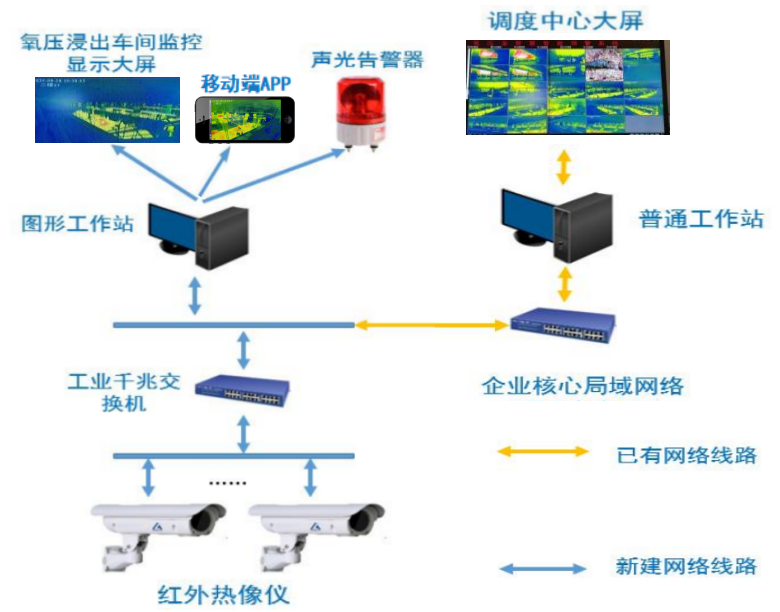 氧压浸出车间监控
显示大屏
移动端APP
声光告警器
调度中心大屏
图形工作站
普通工作站
工业千兆交
换机
企业核心局域网络
已有网络线路
......
新建网络线路
红外热像仪